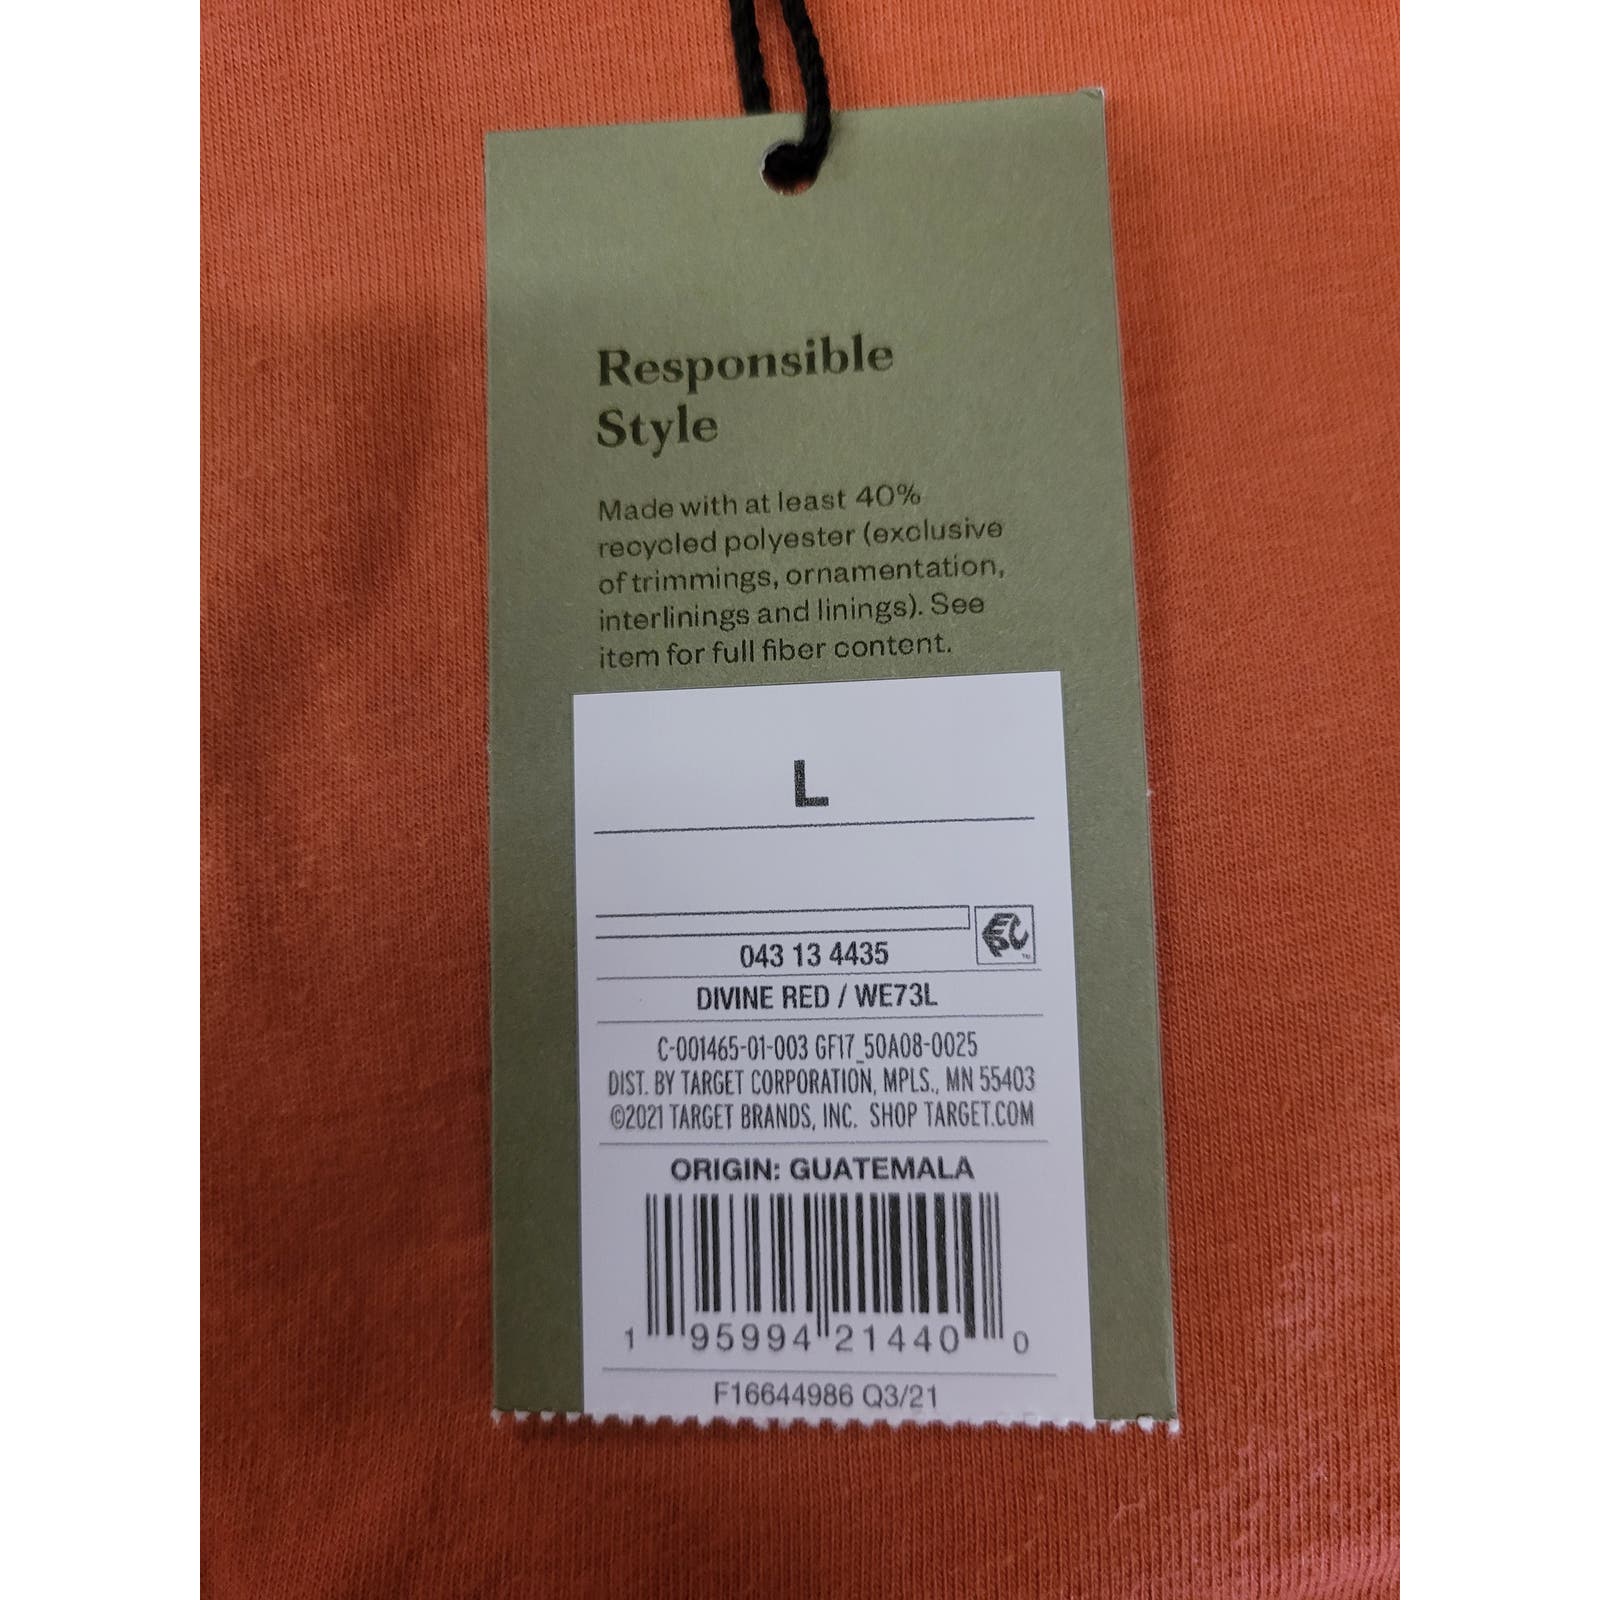 Responsible
Style
Made with at least 40%
recycled polyester (exclusive
of trimmings, ornamentation,
interlinings and linings). See
item for full fiber content.
L
043 13 4435
DIVINE RED / WE73L
C-001465-01-003 GF17_50A08-0025
DIST. BY TARGET CORPORATION, MPLS., MN 55403
©2021 TARGET BRANDS, INC. SHOP TARGET.COM
ORIGIN: GUATEMALA
1 95994 21440 0
F16644986 Q3/21